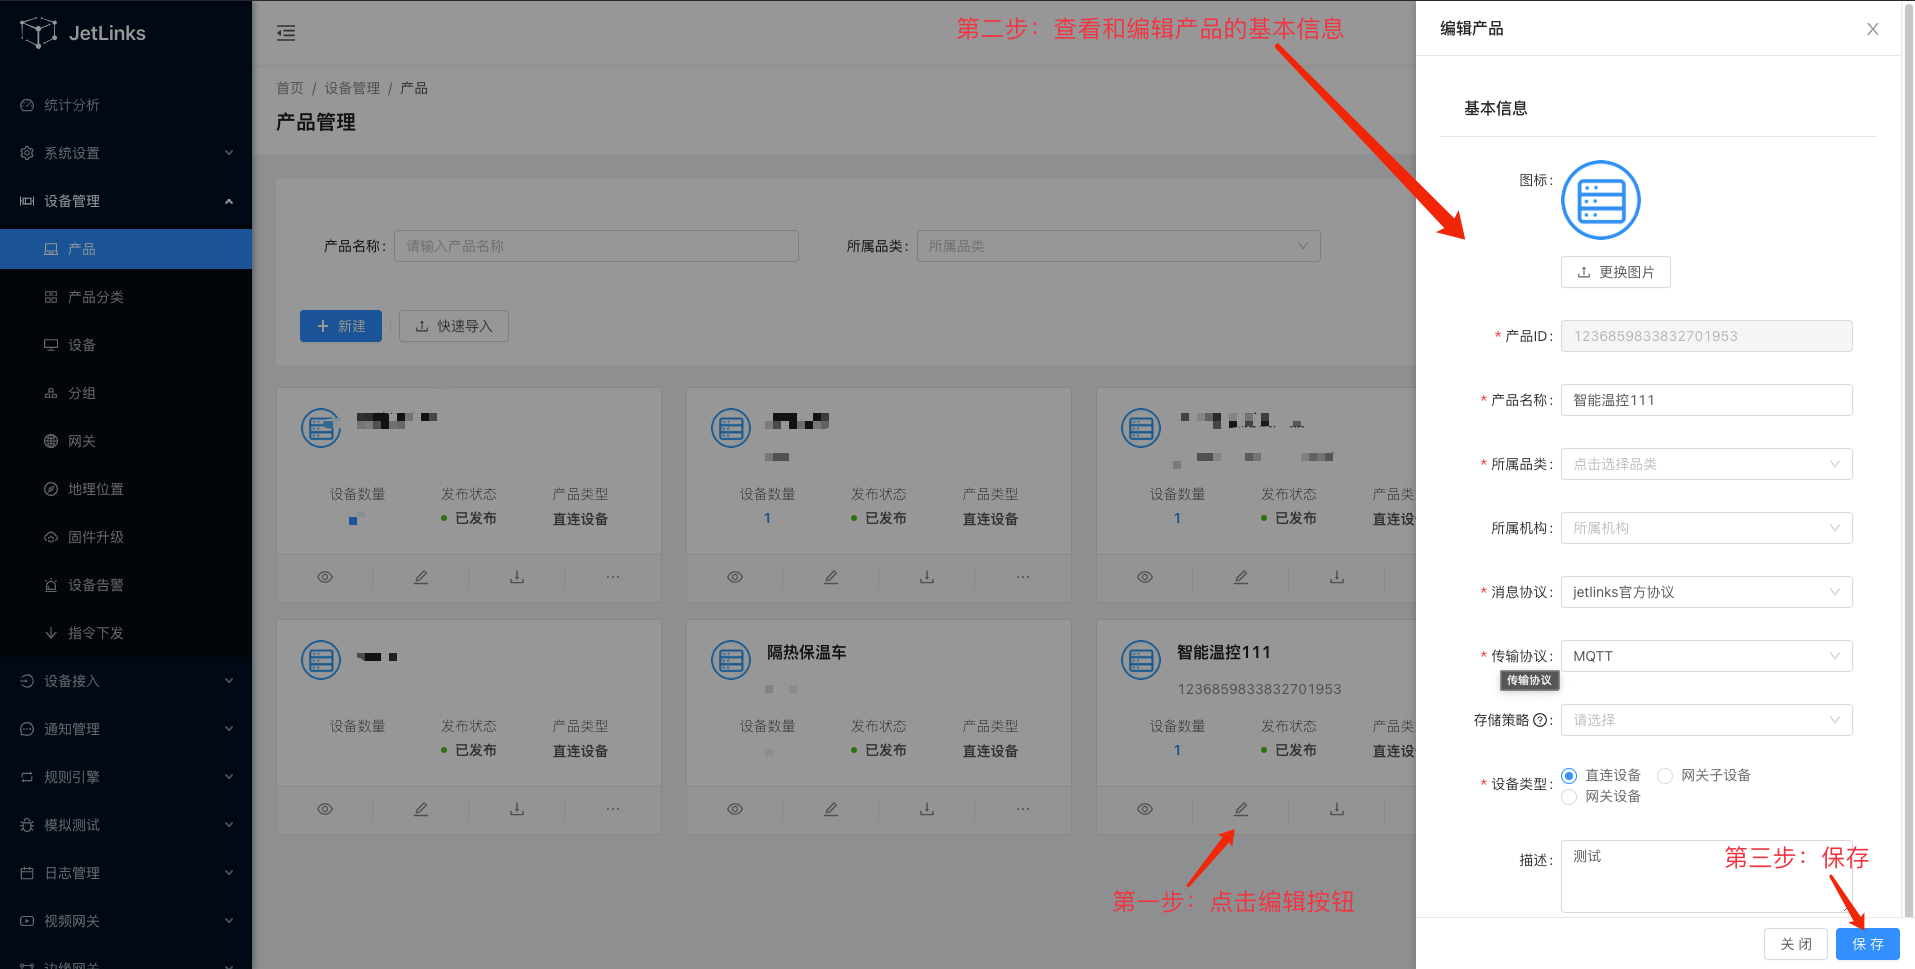 JetLinks
统计分析
系统设置
设备管理
产品
产品分类
设备
分组
网关
地理位置
固件升级
设备告警
指令下发
设备接入
通知管理
规则引擎
模拟测试
日志管理
视频网关
边缘网关
第二步：查看和编辑产品的基本信息
首页 / 设备管理 / 产品
产品管理
产品名称: 请输入产品名称 所属品类: 所属品类
新建 快速导入
设备数量 发布状态 产品类型
已发布 直连设备
设备数量 发布状态 产品类型
1 已发布 直连设备
设备数量 发布状态 产品类
1 已发布 直连设
设备数量 发布状态 产品类型
已发布 直连设备
隔热保温车
设备数量 发布状态 产品类型
已发布 直连设备
智能温控111
1236859833832701953
设备数量 发布状态 产品类
1 已发布 直连设
第一步：点击编辑按钮
编辑产品
基本信息
图标:
更换图片
* 产品ID: 1236859833832701953
* 产品名称: 智能温控111
* 所属品类: 点击选择品类
所属机构: 所属机构
* 消息协议: jetlinks官方协议
* 传输协议: MQTT
传输协议
存储策略?: 请选择
* 设备类型: 直连设备 网关子设备
网关设备
描述: 测试
第三步：保存
关 闭 保 存